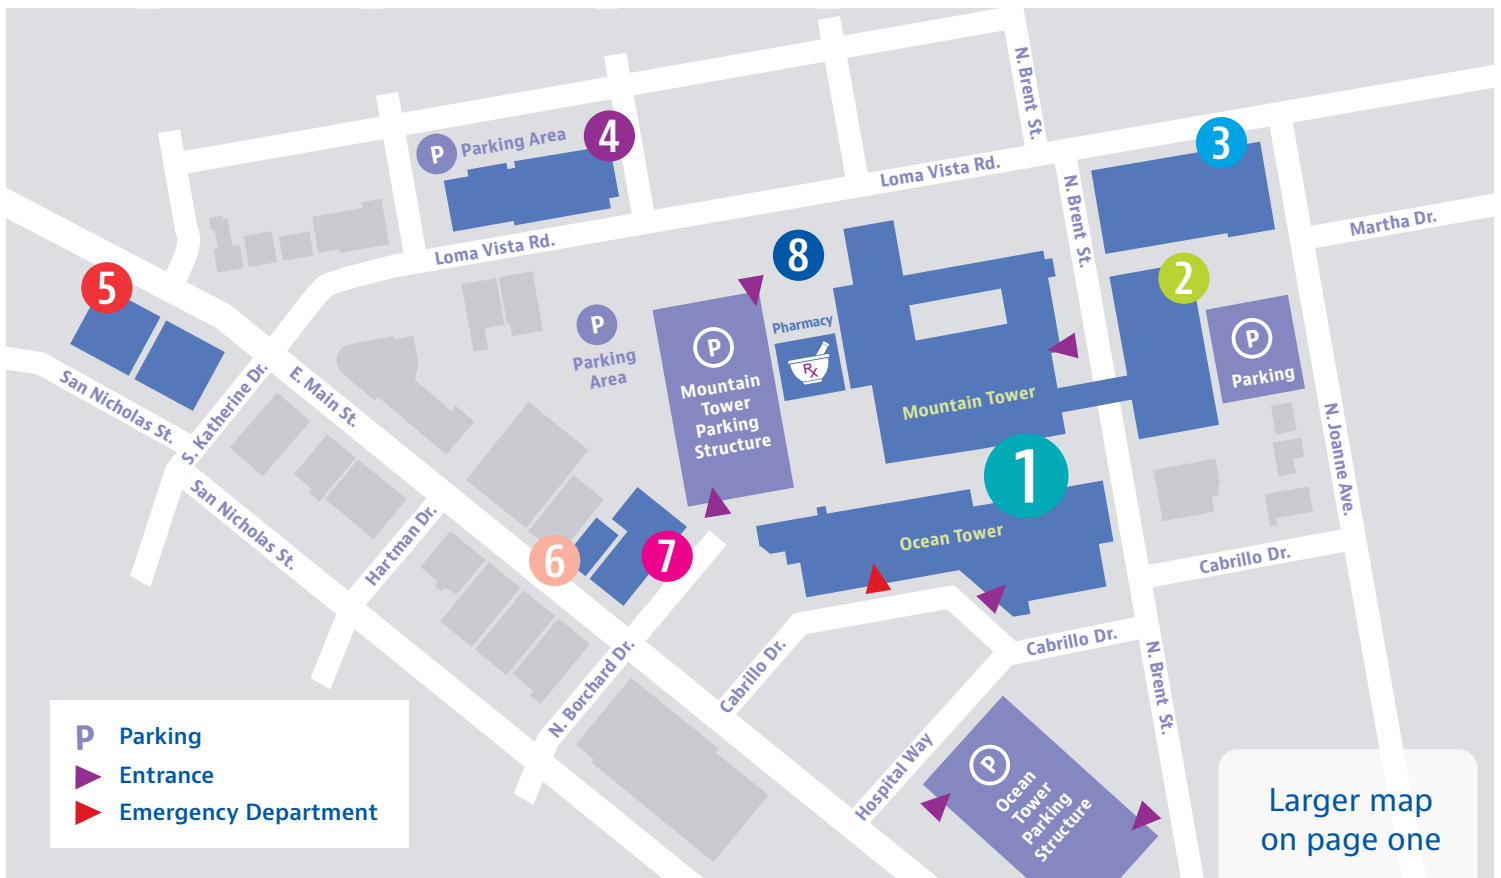 N. Brent St.
4
P
Parking Area
3
Loma Vista Rd.
N. Brent St.
Martha Dr.
Loma Vista Rd.
8
2
5
P
Parking
Area
Pharmacy
Rx
P
Mountain
Tower
Parking
Structure
P
Parking
Mountain Tower
San Nicholas St.
S. Katherine Dr.
E. Main St.
N. Joanne Ave.
1
San Nicholas St.
Hartman Dr.
Ocean Tower
6
7
Cabrillo Dr.
Cabrillo Dr.
N. Brent St.
N. Borchard Dr.
Cabrillo Dr.
Hospital Way
P
Ocean
Tower
Parking
Structure
P Parking
Entrance
Emergency Department
Larger map
on page one